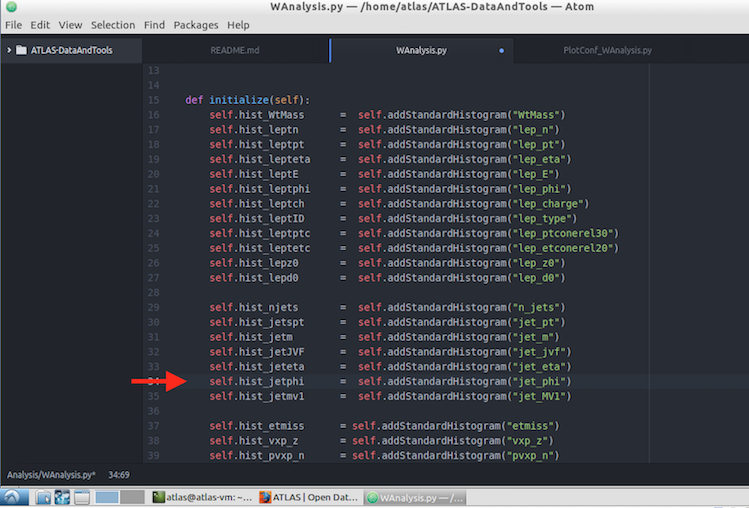 WAnalysis.py — /home/atlas/ATLAS-DataAndTools — Atom
File Edit View Selection Find Packages Help
ATLAS-DataAndTools README.md WAnalysis.py PlotConf_WAnalysis.py
13
14
15 def initialize(self):
16 self.hist_WtMass = self.addStandardHistogram("WtMass")
17 self.hist_leptn = self.addStandardHistogram("lep_n")
18 self.hist_leptpt = self.addStandardHistogram("lep_pt")
19 self.hist_lepteta = self.addStandardHistogram("lep_eta")
20 self.hist_leptE = self.addStandardHistogram("lep_E")
21 self.hist_leptphi = self.addStandardHistogram("lep_phi")
22 self.hist_leptch = self.addStandardHistogram("lep_charge")
23 self.hist_leptID = self.addStandardHistogram("lep_type")
24 self.hist_leptptc = self.addStandardHistogram("lep_ptconerel30")
25 self.hist_leptetc = self.addStandardHistogram("lep_etconerel20")
26 self.hist_lepz0 = self.addStandardHistogram("lep_z0")
27 self.hist_lepd0 = self.addStandardHistogram("lep_d0")
28
29 self.hist_njets = self.addStandardHistogram("n_jets")
30 self.hist_jetspt = self.addStandardHistogram("jet_pt")
31 self.hist_jetm = self.addStandardHistogram("jet_m")
32 self.hist_jetJVF = self.addStandardHistogram("jet_jvf")
33 self.hist_jeteta = self.addStandardHistogram("jet_eta")
34 self.hist_jetphi = self.addStandardHistogram("jet_phi")
35 self.hist_jetmv1 = self.addStandardHistogram("jet_MV1")
36
37 self.hist_etmiss = self.addStandardHistogram("etmiss")
38 self.hist_vxp_z = self.addStandardHistogram("vxp_z")
39 self.hist_pvxp_n = self.addStandardHistogram("pvxp_n")
Analysis/WAnalysis.py* 34:69
atlas@atlas-vm: ~... ATLAS | Open Dat... WAnalysis.py — /...